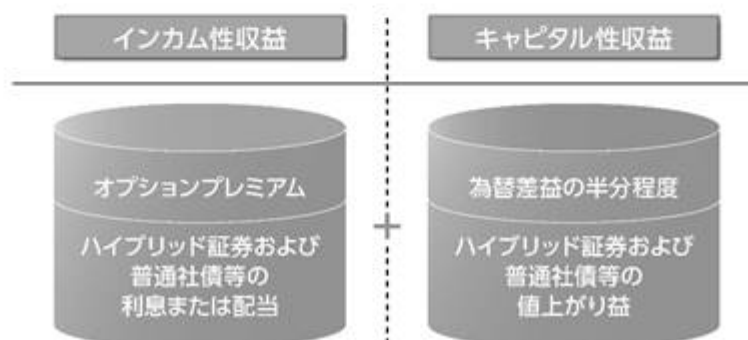 インカム性収益
キャピタル性収益
オプションプレミアム
ハイブリッド証券および
普通社債等の
利息または配当
+
為替差益の半分程度
ハイブリッド証券および
普通社債等の
値上がり益